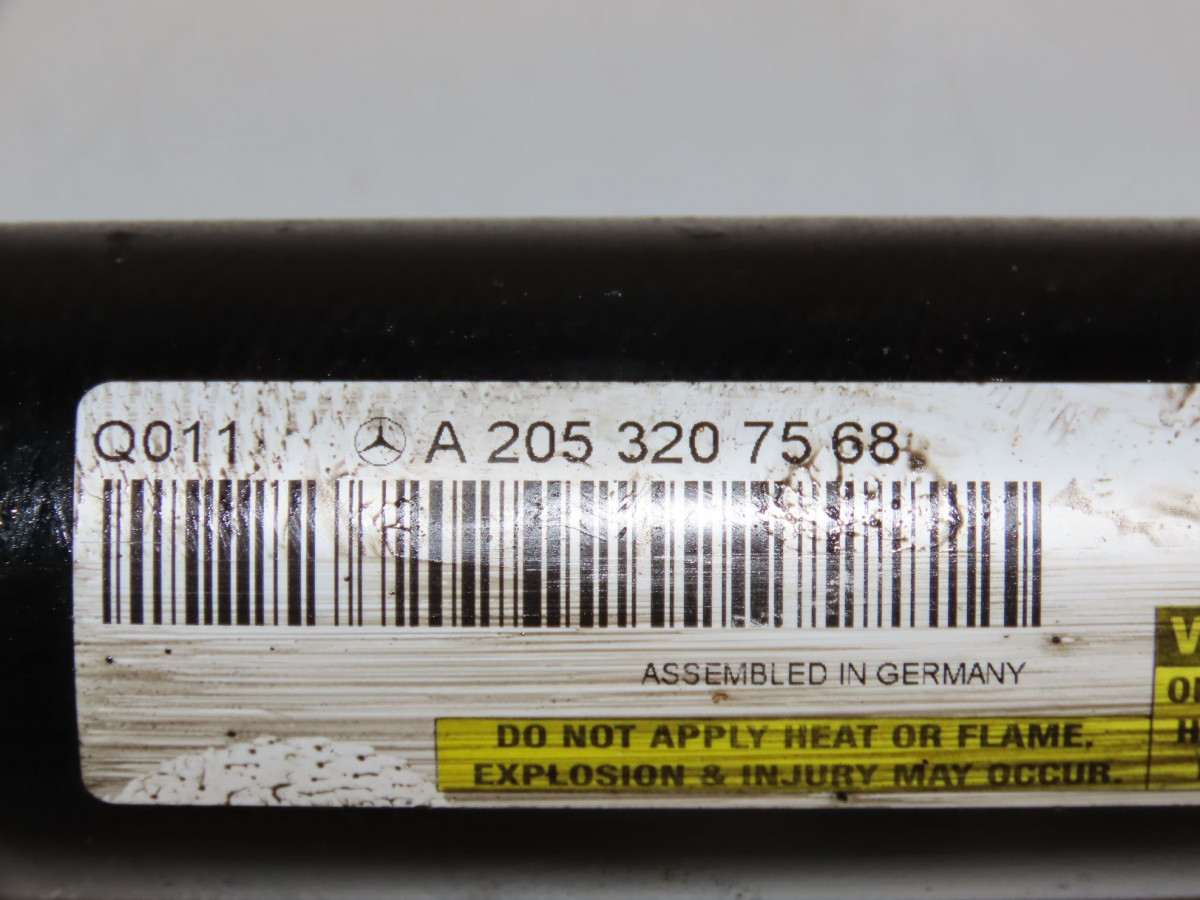 Q011 A 205 320 75 68
ASSEMBLED IN GERMANY
DO NOT APPLY HEAT OR FLAME.
EXPLOSION & INJURY MAY OCCUR.